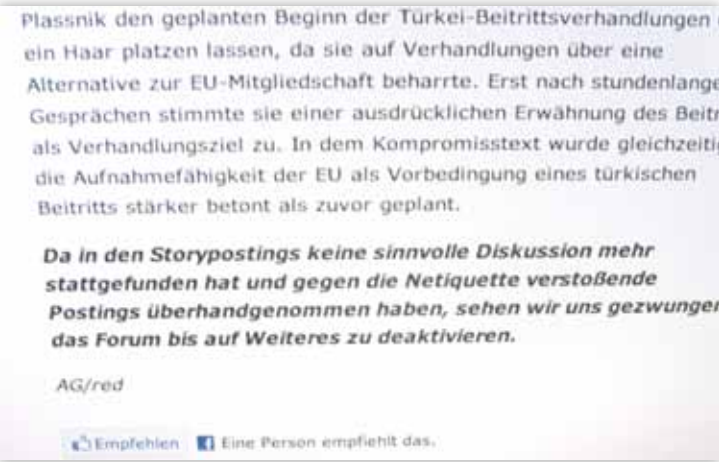 Plassnik den geplanten Beginn der Türkei-Beitrittsverhandlungen
ein Haar platzen lassen, da sie auf Verhandlungen über eine
Alternative zur EU-Mitgliedschaft beharrte. Erst nach stundenlange
Gesprächen stimmte sie einer ausdrücklichen Erwähnung des Beitr
als Verhandlungsziel zu. In dem Kompromisstext wurde gleichzeitig
die Aufnahmefähigkeit der EU als Vorbedingung eines türkischen
Beitritts stärker betont als zuvor geplant.
Da in den Storypostings keine sinnvolle Diskussion mehr
stattgefunden hat und gegen die Netiquette verstoßende
Postings überhandgenommen haben, sehen wir uns gezwungen
das Forum bis auf Weiteres zu deaktivieren.
AG/red
Empfehlen Eine Person empfiehlt das.